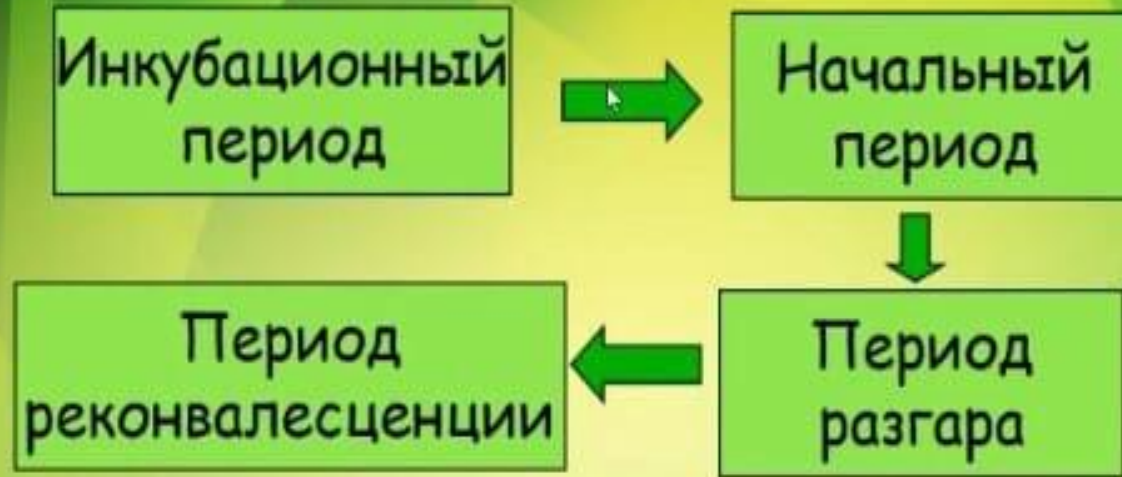 Инкубационный
период
Начальный
период
Период
разгара
Период
реконвалесценции